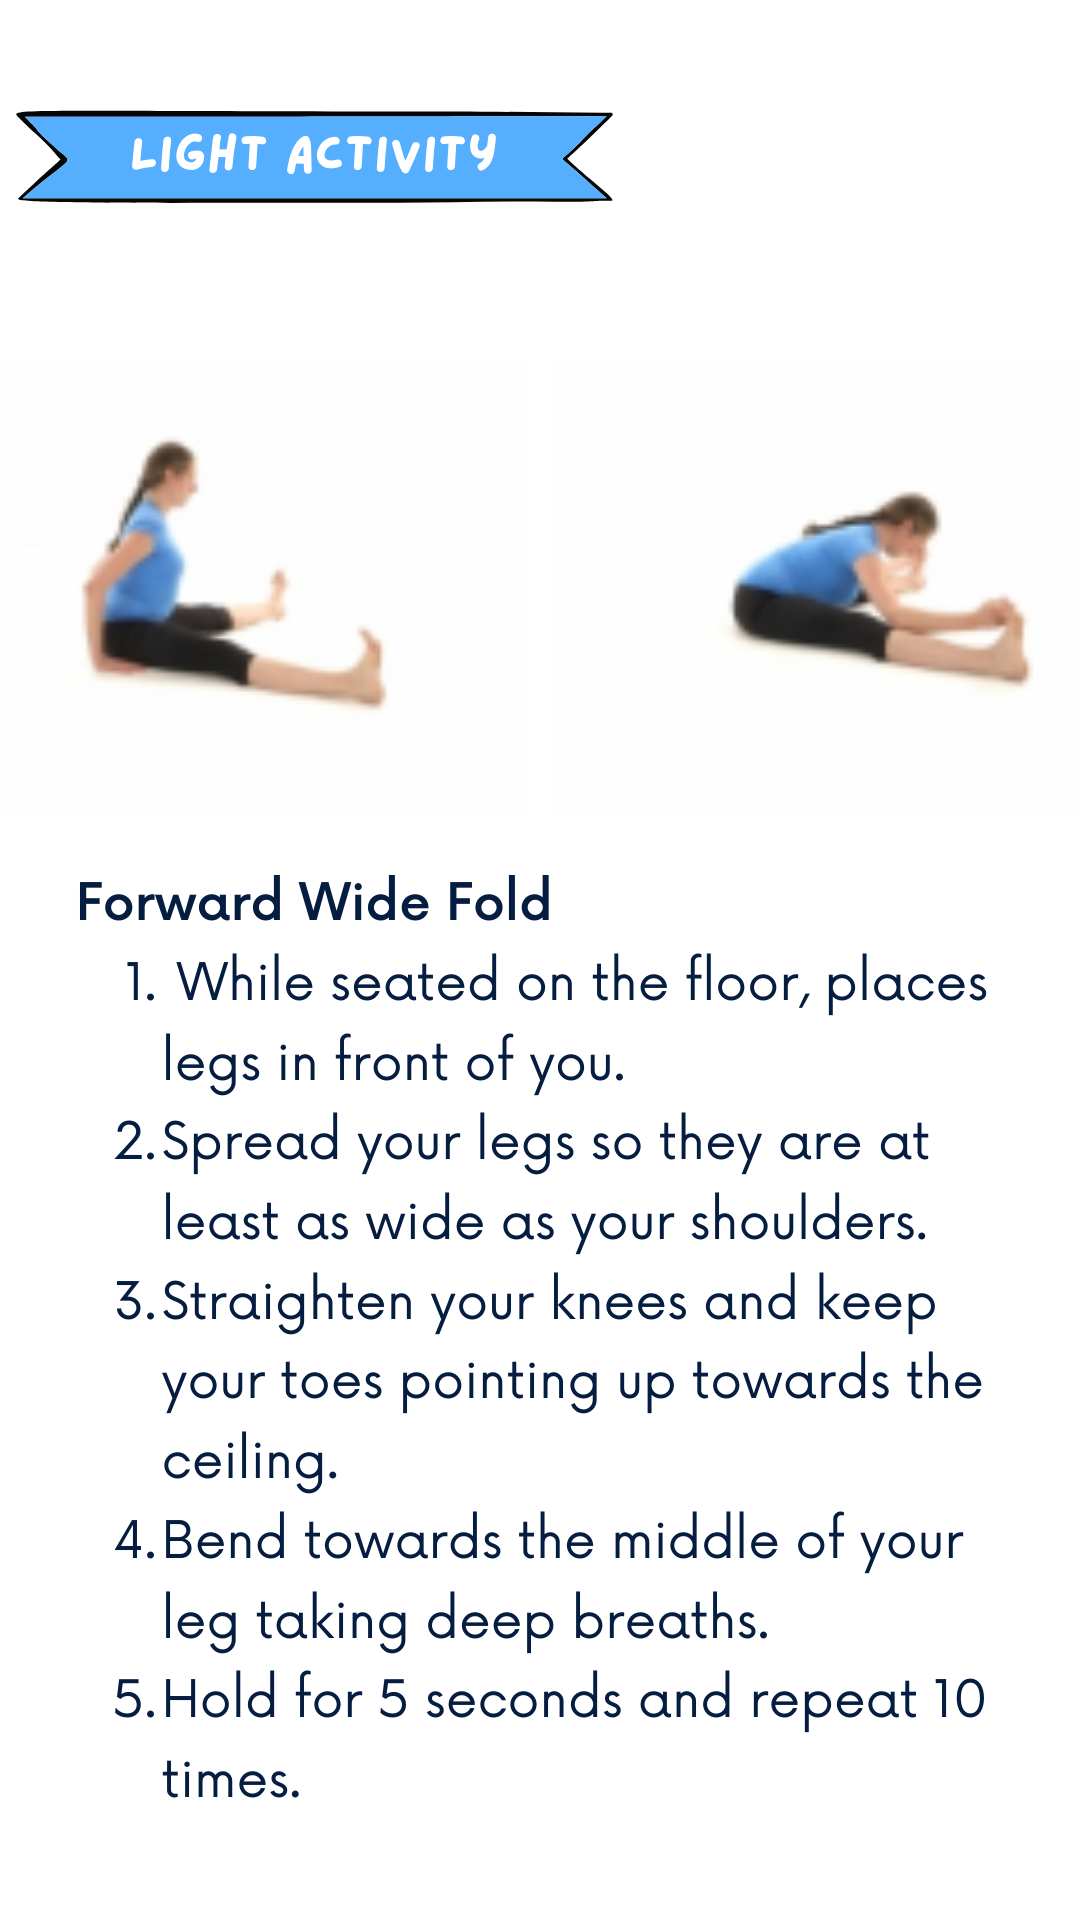 LIGHT ACTIVITY
Forward Wide Fold
1. While seated on the floor, places
legs in front of you.
2. Spread your legs so they are at
least as wide as your shoulders.
3. Straighten your knees and keep
your toes pointing up towards the
ceiling.
4. Bend towards the middle of your
leg taking deep breaths.
5. Hold for 5 seconds and repeat 10
times.